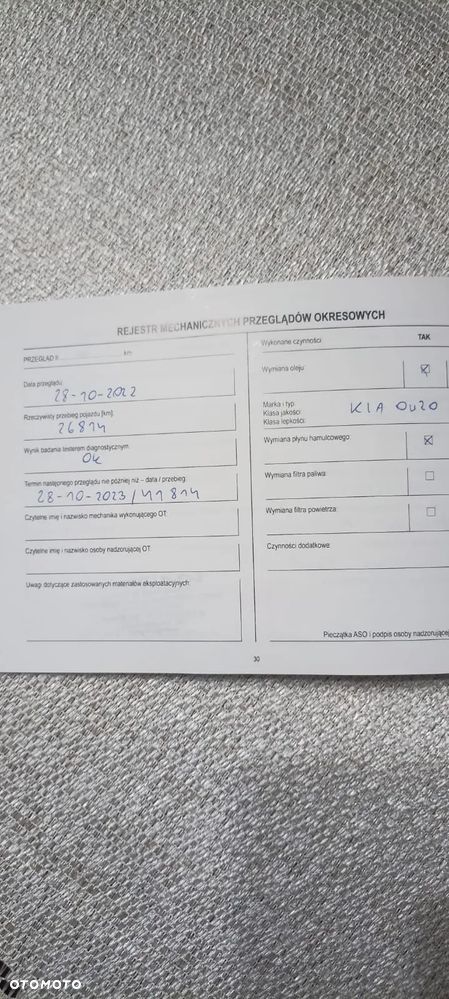 REJESTR MECHANICZNYCH PRZEGLĄDÓW OKRESOWYCH
PRZEGLĄD II km
Data przeglądu:
28-10-2022
Rzeczywisty przebieg pojazdu [km]:
26814
Wynik badania testerem diagnostycznym:
Ok
Termin następnego przeglądu nie później niż – data / przebieg:
28-10-2023 / 41 814
Czytelne imię i nazwisko mechanika wykonującego OT:
Czytelne imię i nazwisko osoby nadzorującej OT:
Uwagi dotyczące zastosowanych materiałów eksploatacyjnych:
Wykonane czynności: TAK
Wymiana oleju:
Marka i typ:
Klasa jakości:
Klasa lepkości:
KIA 0W20
Wymiana płynu hamulcowego:
Wymiana filtra paliwa:
Wymiana filtra powietrza:
Czynności dodatkowe:
Pieczątka ASO i podpis osoby nadzorującej
30
OTOMOTO